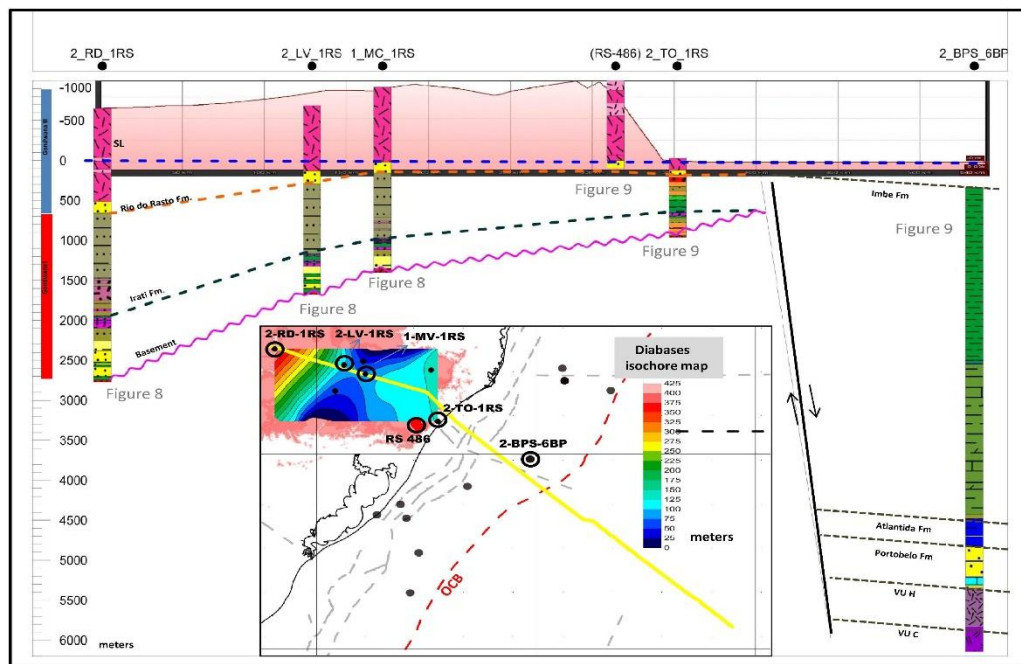 2_RD_1RS
2_LV_1RS
1_MC_1RS
(RS-486)
2_TO_1RS
2_BPS_6BP
-1000
-500
0
500
1000
1500
2000
2500
3000
3500
4000
4500
5000
5500
6000
meters
SL
Rio do Rasto Fm.
Irati Fm.
Basement
Figure 8
Figure 8
Figure 8
Figure 9
Figure 9
Figure 9
Imbe Fm
Atlantida Fm
Portobelo Fm
VU H
VU C
2-RD-1RS
2-LV-1RS
1-MV-1RS
2-TO-1RS
RS 486
2-BPS-6BP
OCB
Diabases
isochore map
425
400
375
350
325
300
275
250
225
200
175
150
125
100
75
50
25
0
meters